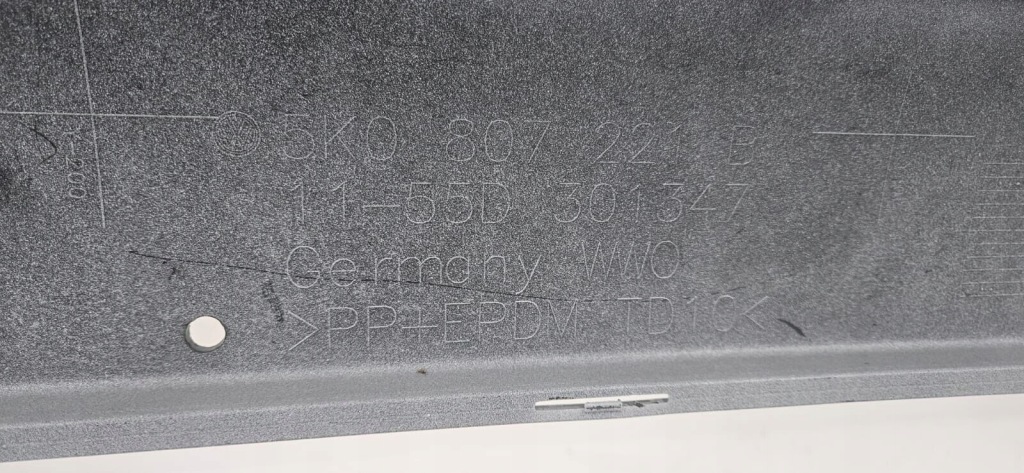 5K0 807 221 B
11-55D 301347
Germany WWO
>PP+EPDM TD10<